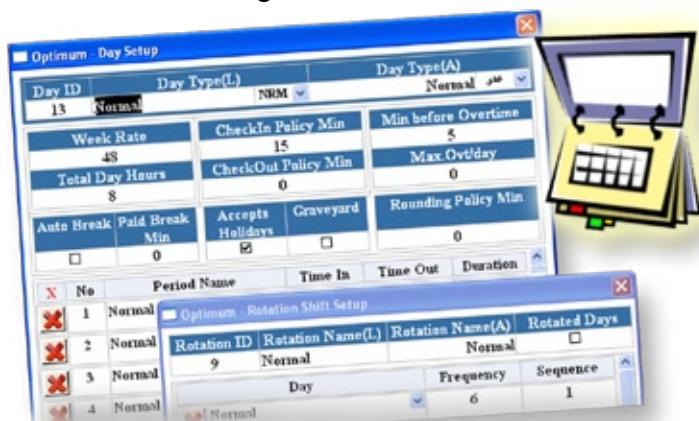 Optimum - Day Setup
Day ID Day Type(L) Day Type(A)
13 Normal NRM Normal
Week Rate CheckIn Policy Min Min before Overtime
48 15 5
Total Day Hours CheckOut Policy Min Max.Ovt/day
8 0 0
Auto Break Paid Break Min Accepts Holidays Graveyard Rounding Policy Min
0 0
X No Period Name Time In Time Out Duration
1 Normal
2 Normal
3 Normal
4 Normal
Optimum - Rotation Shift Setup
Rotation ID Rotation Name(L) Rotation Name(A) Rotated Days
9 Normal Normal
Day Frequency Sequence
Normal 6 1